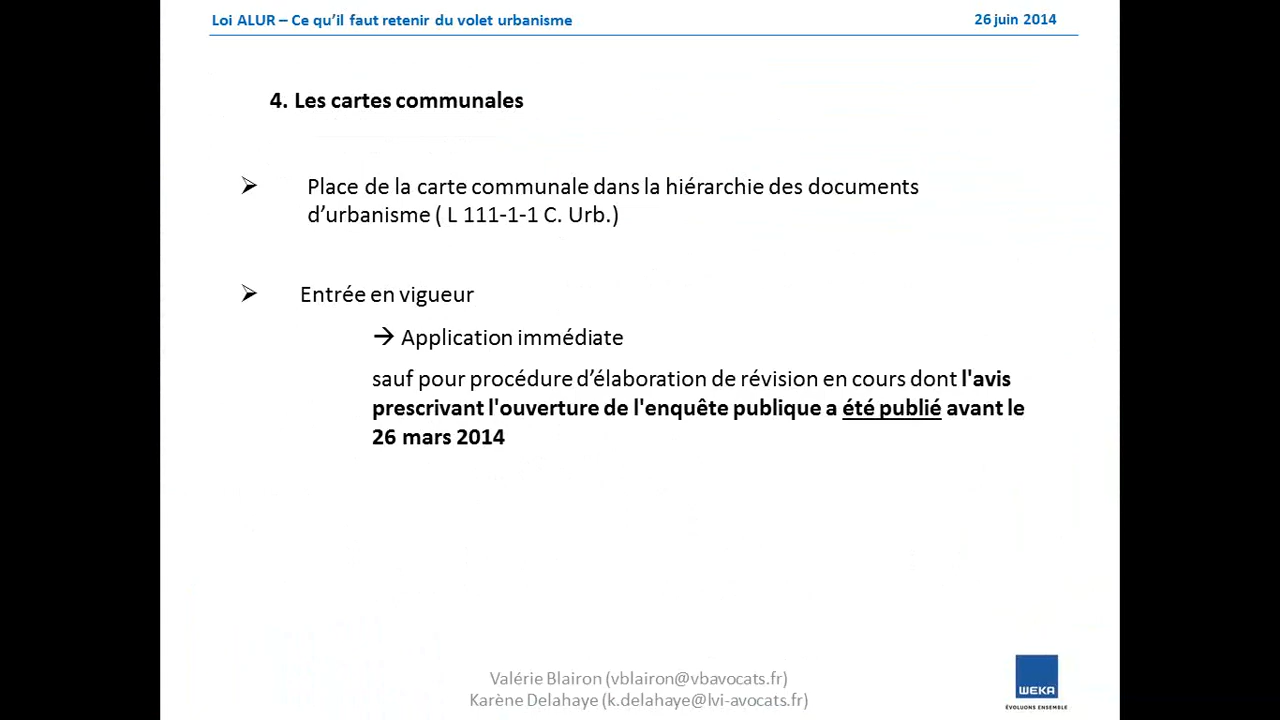 Loi ALUR – Ce qu'il faut retenir du volet urbanisme
26 juin 2014
4. Les cartes communales
➢ Place de la carte communale dans la hiérarchie des documents
d'urbanisme ( L 111-1-1 C. Urb.)
➢ Entrée en vigueur
→ Application immédiate
sauf pour procédure d'élaboration de révision en cours dont l'avis
prescrivant l'ouverture de l'enquête publique a été publié avant le
26 mars 2014
Valérie Blairon (vblairon@vbavocats.fr)
Karène Delahaye (k.delahaye@lvi-avocats.fr)
WEKA
ÉVOLUONS ENSEMBLE